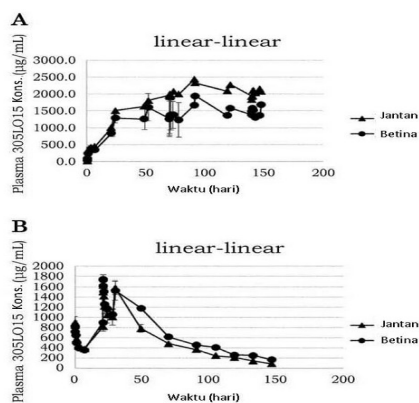 A
linear-linear
Plasma 305LO15 Kons. (µg/mL)
3000.0
2500.0
2000.0
1500.0
1000.0
500.0
0.0
0
50
100
150
200
Waktu (hari)
Jantan
Betina
B
linear-linear
Plasma 305LO15 Kons. (µg/mL)
2000
1800
1600
1400
1200
1000
800
600
400
200
0
0
50
100
150
200
Waktu (hari)
Jantan
Betina